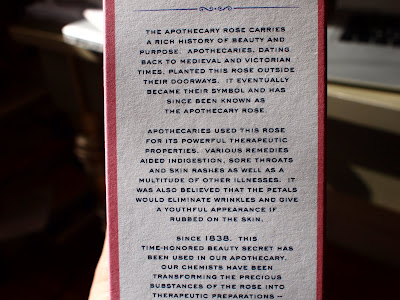 THE APOTHECARY ROSE CARRIES
A RICH HISTORY OF BEAUTY AND
PURPOSE. APOTHECARIES, DATING
BACK TO MEDIEVAL AND VICTORIAN
TIMES, PLANTED THIS ROSE OUTSIDE
THEIR DOORWAYS. IT EVENTUALLY
BECAME THEIR SYMBOL AND HAS
SINCE BEEN KNOWN AS
THE APOTHECARY ROSE.
APOTHECARIES USED THIS ROSE
FOR ITS POWERFUL THERAPEUTIC
PROPERTIES. VARIOUS REMEDIES
AIDED INDIGESTION, SORE THROATS
AND SKIN RASHES AS WELL AS A
MULTITUDE OF OTHER ILLNESSES. IT
WAS ALSO BELIEVED THAT THE PETALS
WOULD ELIMINATE WRINKLES AND GIVE
A YOUTHFUL APPEARANCE IF
RUBBED ON THE SKIN.
SINCE 1838, THIS
TIME-HONORED BEAUTY SECRET HAS
BEEN USED IN OUR APOTHECARY.
OUR CHEMISTS HAVE BEEN
TRANSFORMING THE PRECIOUS
SUBSTANCES OF THE ROSE INTO
THERAPEUTIC PREPARATIONS –